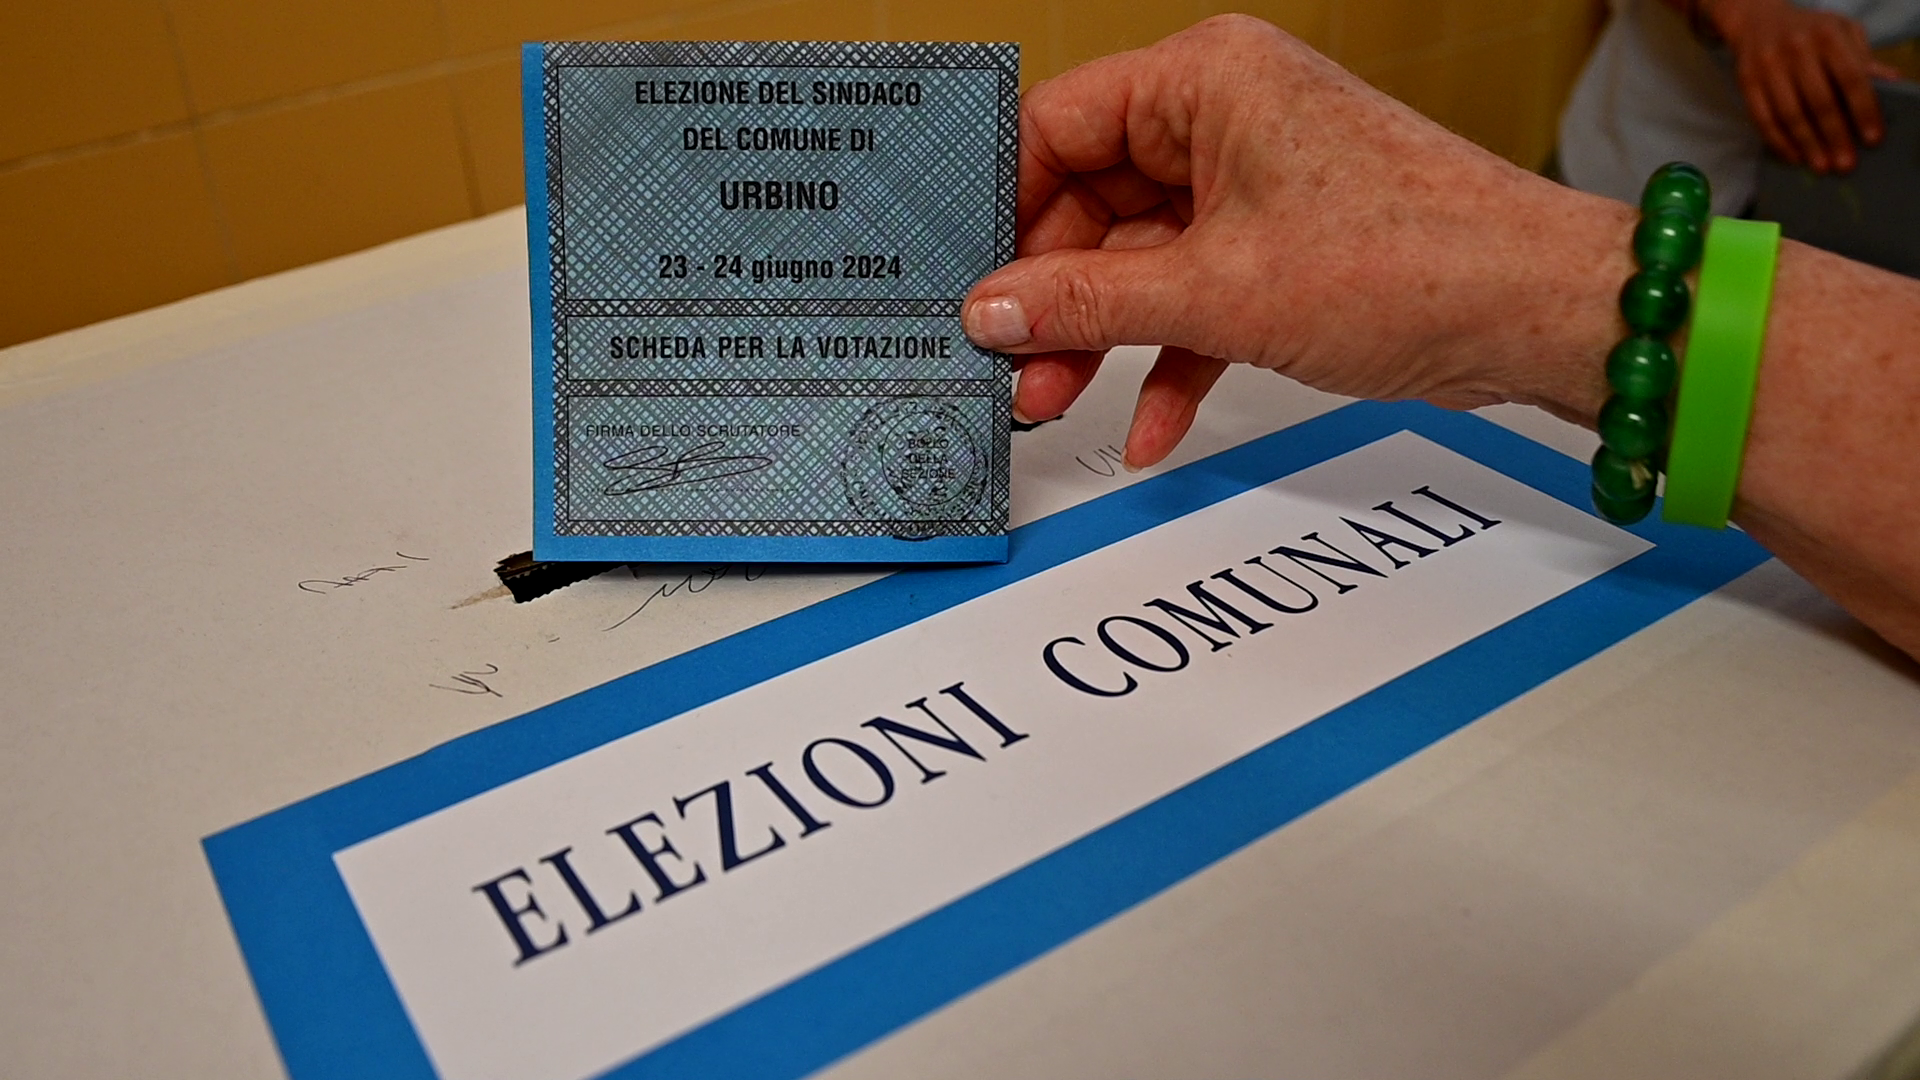 ELEZIONE DEL SINDACO
DEL COMUNE DI
URBINO
23 - 24 giugno 2024
SCHEDA PER LA VOTAZIONE
FIRMA DELLO SCRUTATORE
BOLLO
DELLA
SEZIONE
ELEZIONI COMUNALI